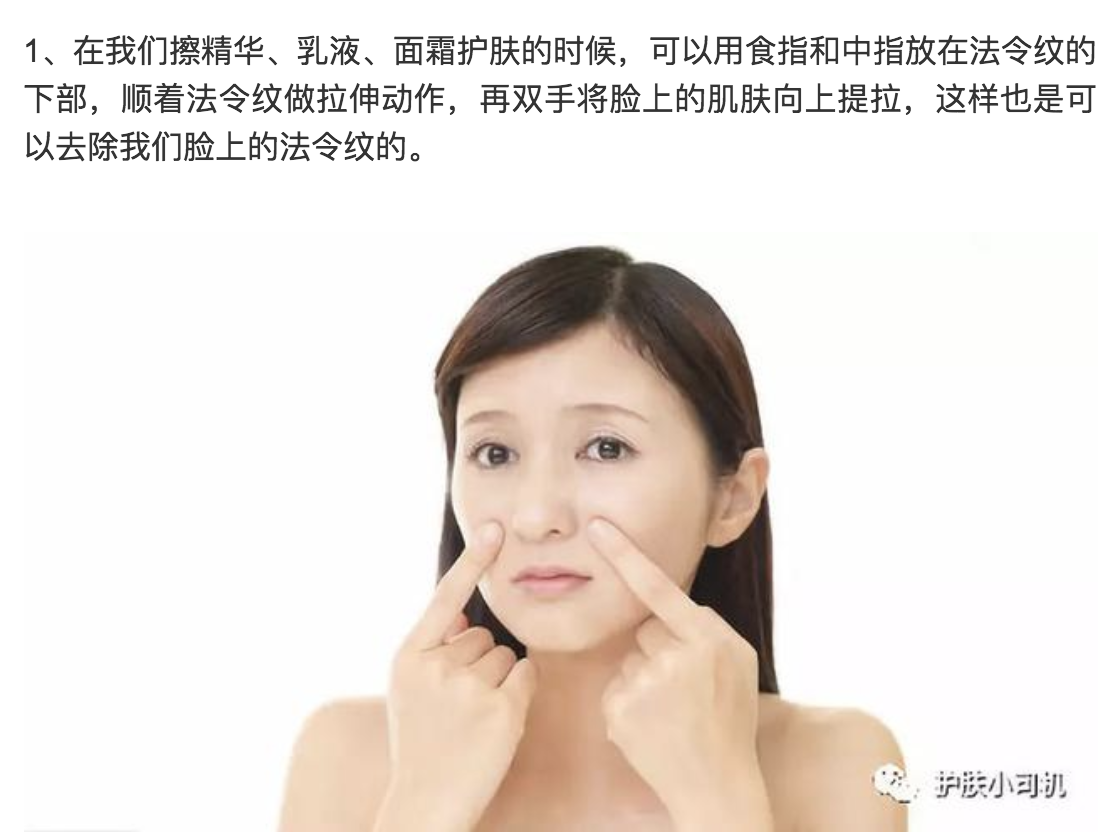 1、在我们擦精华、乳液、面霜护肤的时候，可以用食指和中指放在法令纹的
下部，顺着法令纹做拉伸动作，再双手将脸上的肌肤向上提拉，这样也是可
以去除我们脸上的法令纹的。
护肤小司机